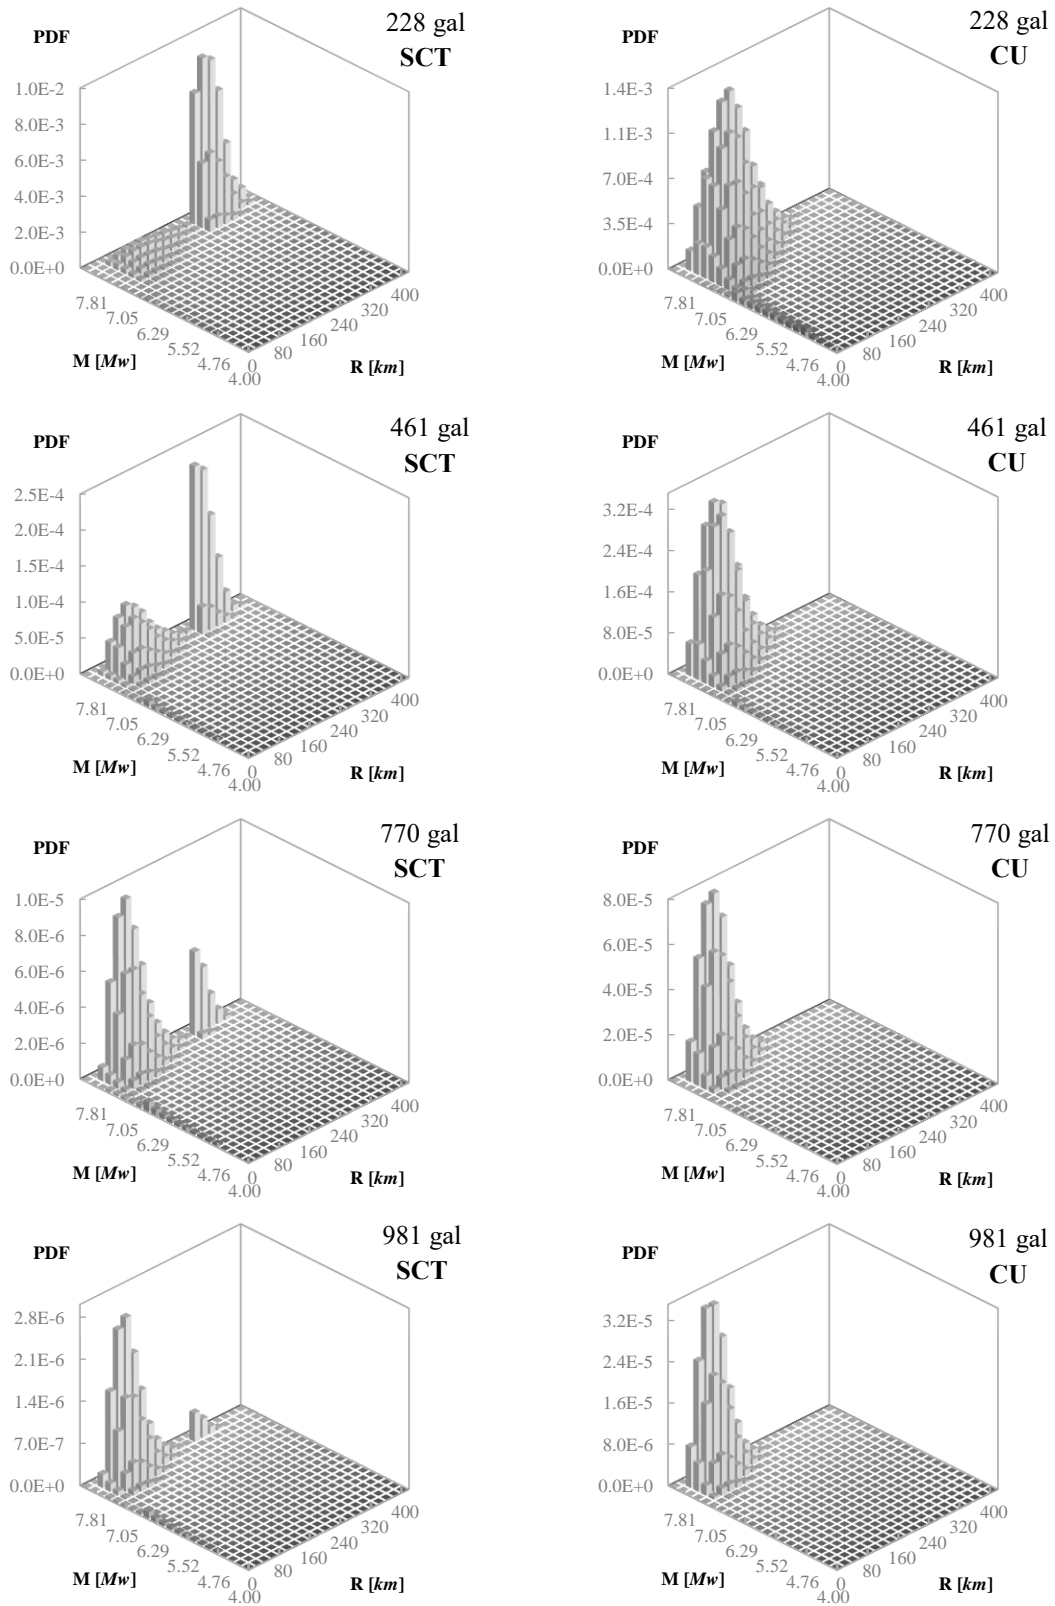 PDF
228 gal
SCT
1.0E-2
8.0E-3
6.0E-3
4.0E-3
2.0E-3
0.0E+0
7.81
7.05
6.29
5.52
4.76
4.00
0
80
160
240
320
400
M [Mw]
R [km]
PDF
228 gal
CU
1.4E-3
1.1E-3
7.0E-4
3.5E-4
0.0E+0
7.81
7.05
6.29
5.52
4.76
4.00
0
80
160
240
320
400
M [Mw]
R [km]
PDF
461 gal
SCT
2.5E-4
2.0E-4
1.5E-4
1.0E-4
5.0E-5
0.0E+0
7.81
7.05
6.29
5.52
4.76
4.00
0
80
160
240
320
400
M [Mw]
R [km]
PDF
461 gal
CU
3.2E-4
2.4E-4
1.6E-4
8.0E-5
0.0E+0
7.81
7.05
6.29
5.52
4.76
4.00
0
80
160
240
320
400
M [Mw]
R [km]
PDF
770 gal
SCT
1.0E-5
8.0E-6
6.0E-6
4.0E-6
2.0E-6
0.0E+0
7.81
7.05
6.29
5.52
4.76
4.00
0
80
160
240
320
400
M [Mw]
R [km]
PDF
770 gal
CU
8.0E-5
6.0E-5
4.0E-5
2.0E-5
0.0E+0
7.81
7.05
6.29
5.52
4.76
4.00
0
80
160
240
320
400
M [Mw]
R [km]
PDF
981 gal
SCT
2.8E-6
2.1E-6
1.4E-6
7.0E-7
0.0E+0
7.81
7.05
6.29
5.52
4.76
4.00
0
80
160
240
320
400
M [Mw]
R [km]
PDF
981 gal
CU
3.2E-5
2.4E-5
1.6E-5
8.0E-6
0.0E+0
7.81
7.05
6.29
5.52
4.76
4.00
0
80
160
240
320
400
M [Mw]
R [km]